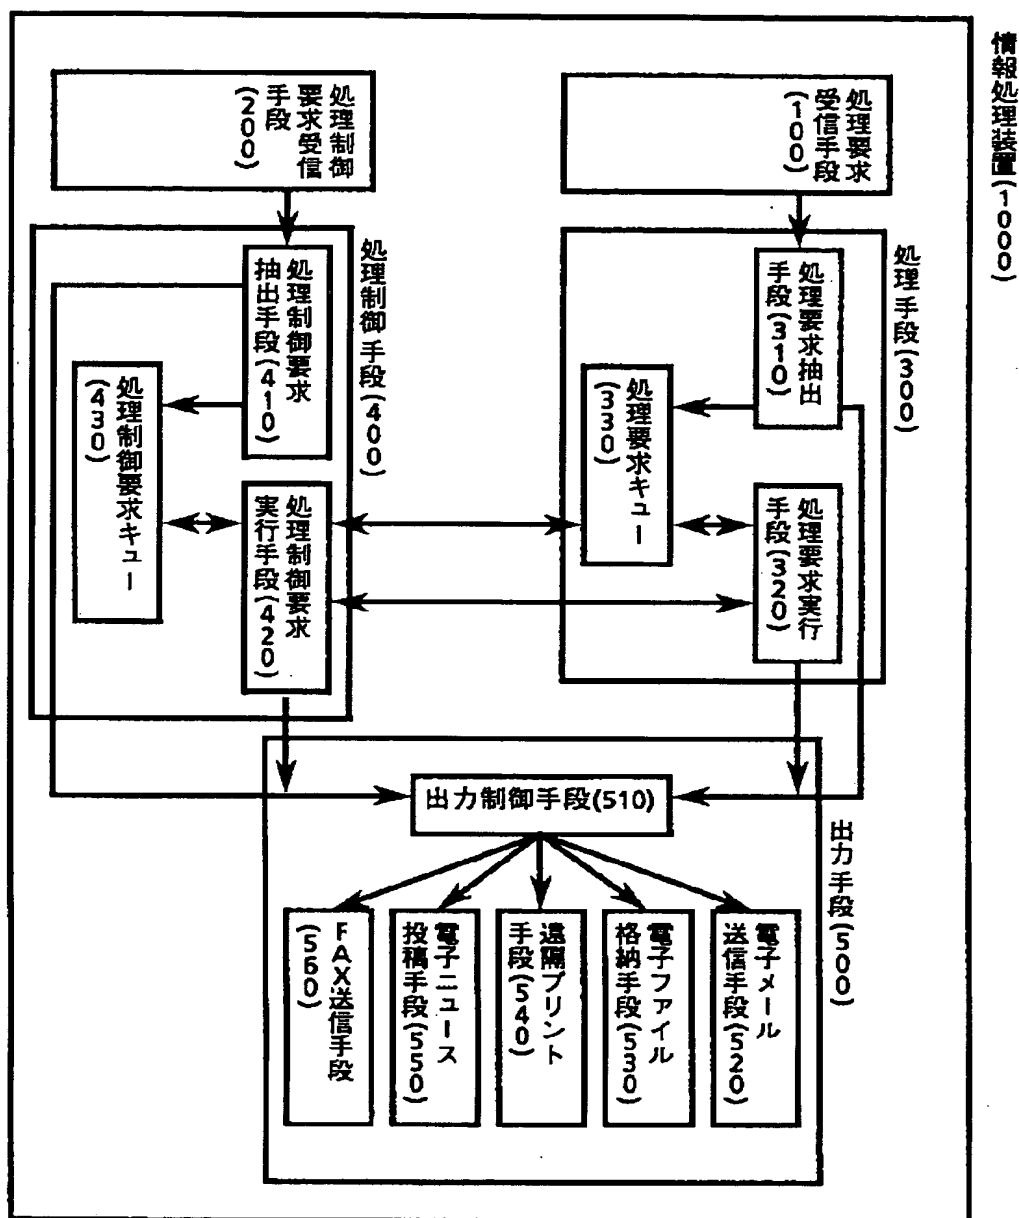 情報処理装置(1000)
処理要求
受信手段
(100)
処理手段(300)
処理要求抽出
手段(310)
処理要求キュー
(330)
処理要求実行
手段(320)
処理制御
要求受信
手段
(200)
処理制御手段(400)
処理制御要求
抽出手段(410)
処理制御要求キュー
(430)
処理制御要求
実行手段(420)
出力手段(500)
出力制御手段(510)
電子メール
送信手段(520)
電子ファイル
格納手段(530)
遠隔プリント
手段(540)
電子ニュース
投稿手段(550)
FAX送信手段
(560)